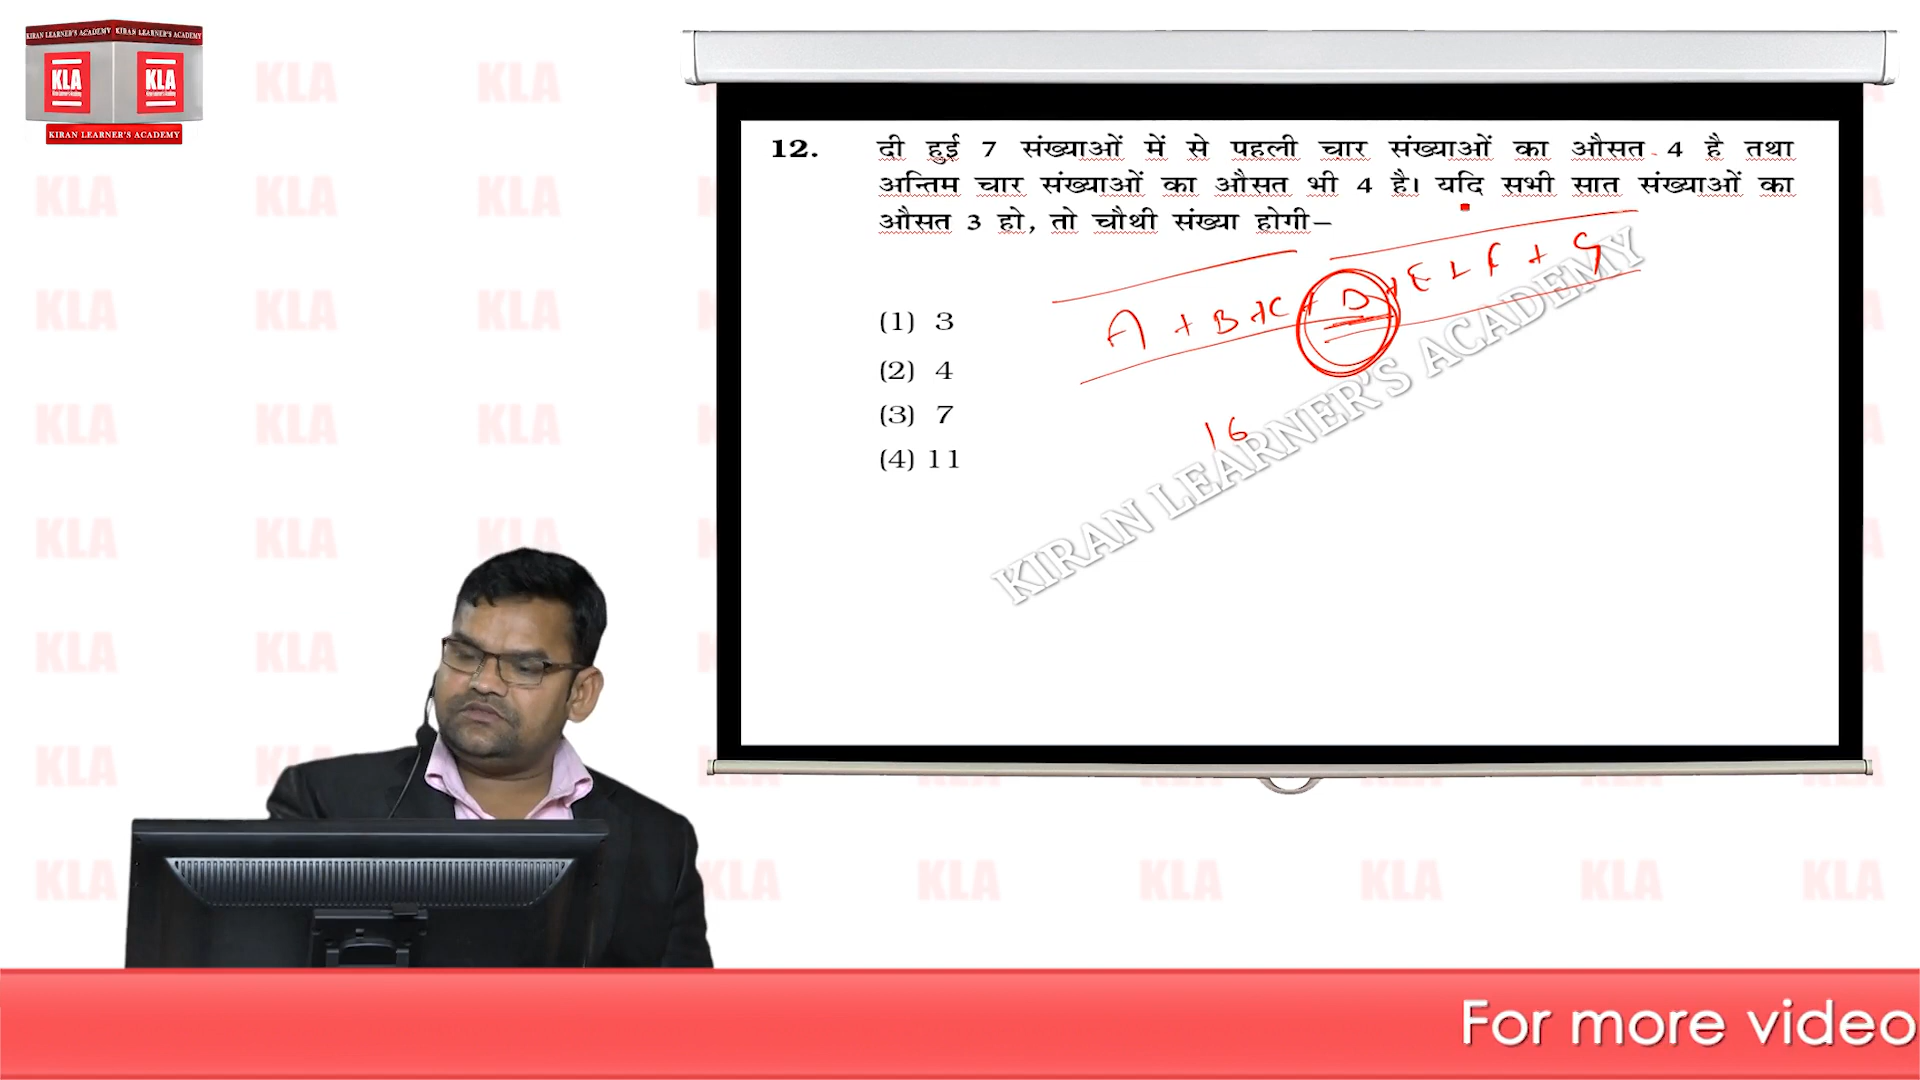 KIRAN LEARNER'S ACADEMY KIRAN LEARNER'S ACADEMY
KLA KLA
KIRAN LEARNER'S ACADEMY
12. दी हुई 7 संख्याओं में से पहली चार संख्याओं का औसत 4 है तथा
अन्तिम चार संख्याओं का औसत भी 4 है। यदि सभी सात संख्याओं का
औसत 3 हो, तो चौथी संख्या होगी–
A + B + C + D + E + F + G
(1) 3
(2) 4
(3) 7
(4) 11
16
KIRAN LEARNER'S ACADEMY
For more video